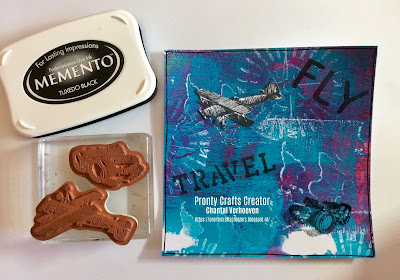 For Lasting Impressions
MEMENTO
TUXEDO BLACK
FLY
TRAVEL
Pronty Crafts Creator
Chantal Verhoeven